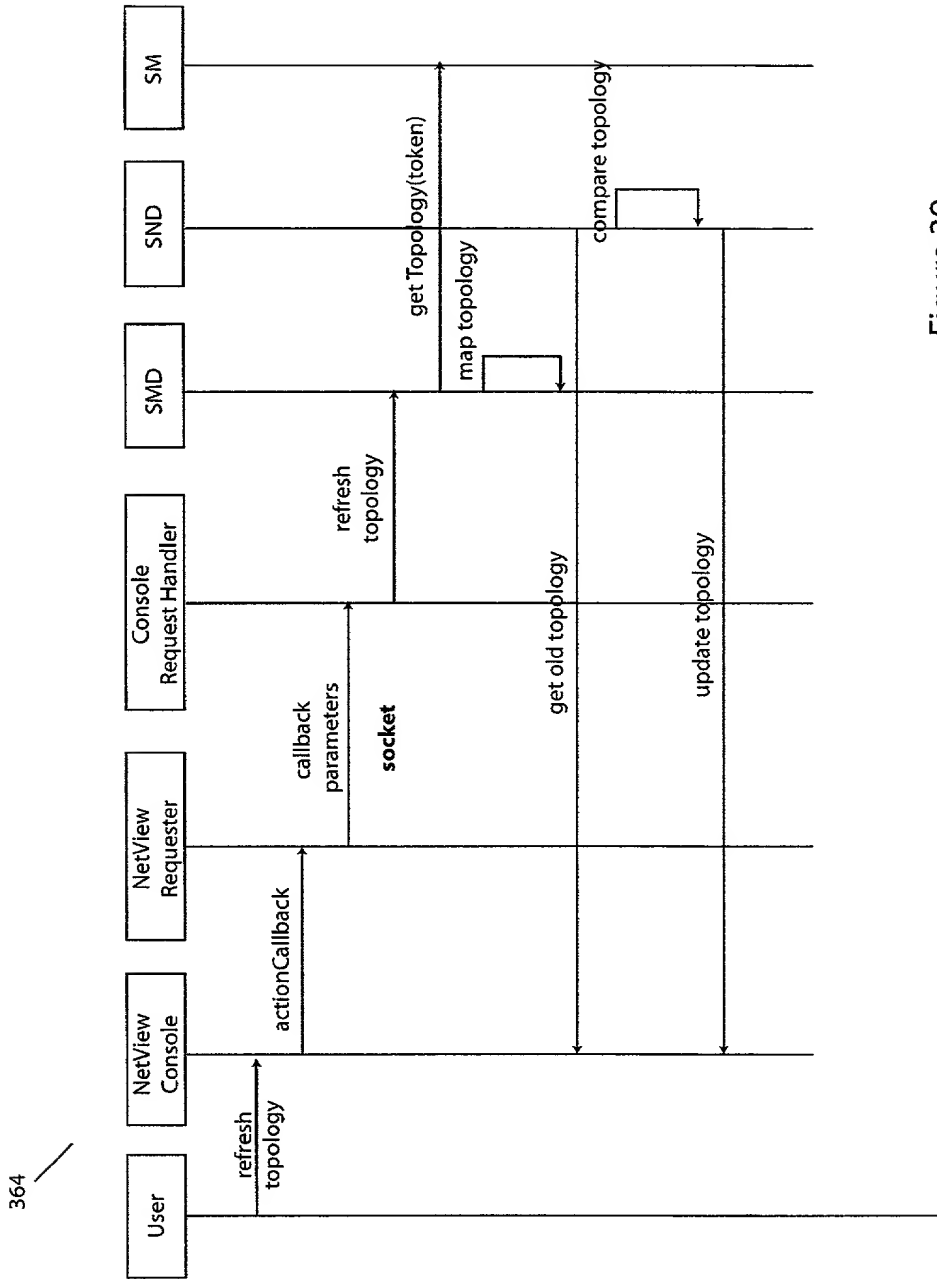 364
User
NetView
Console
NetView
Requester
Console
Request Handler
SMD
SND
SM
refresh
topology
actionCallback
callback
parameters
socket
refresh
topology
get Topology(token)
map topology
get old topology
compare topology
update topology